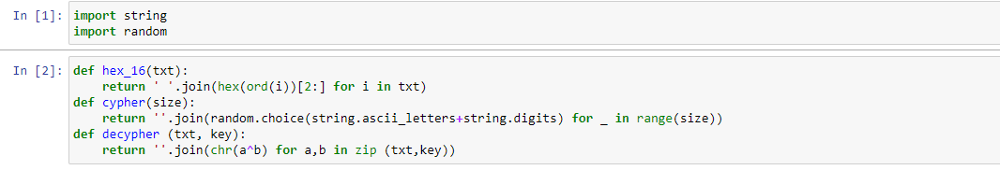 In [1]: import string
import random
In [2]: def hex_16(txt):
    return ' '.join(hex(ord(i))[2:] for i in txt)
def cypher(size):
    return ''.join(random.choice(string.ascii_letters+string.digits) for _ in range(size))
def decypher (txt, key):
    return ''.join(chr(a^b) for a,b in zip (txt,key))